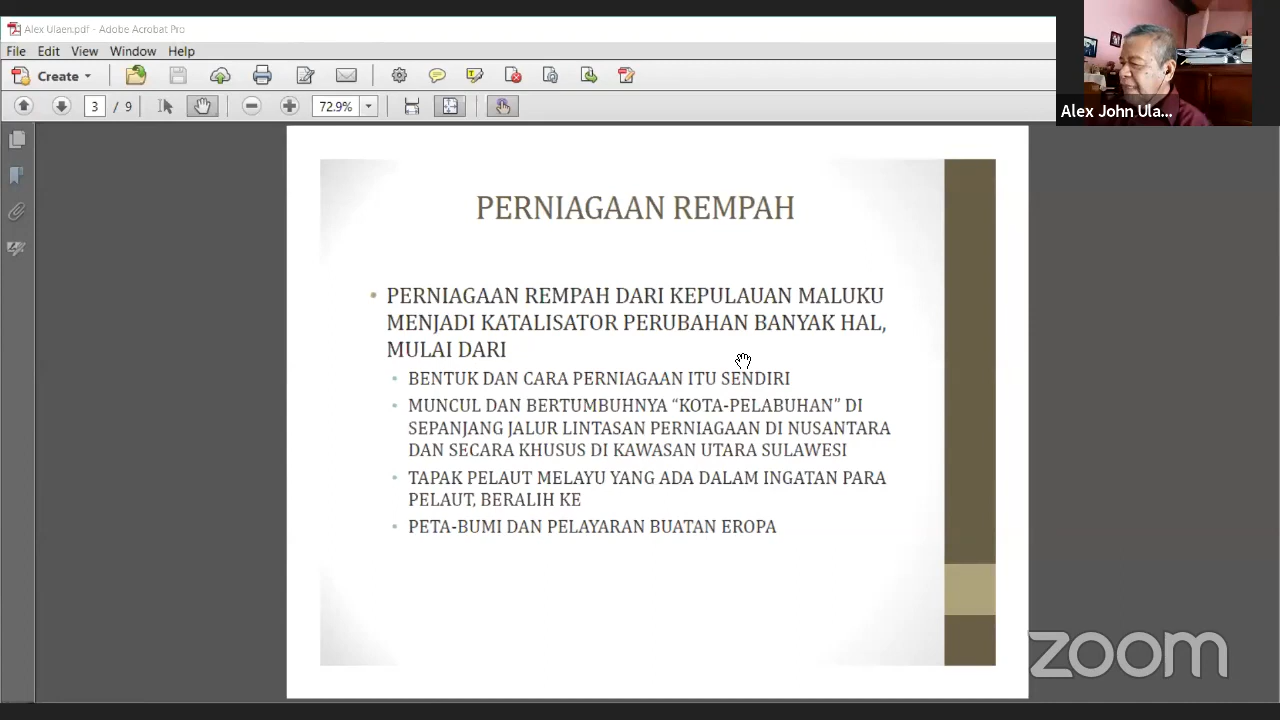 Alex Ulaen.pdf - Adobe Acrobat Pro
File Edit View Window Help
Create
3 / 9 72.9%
Alex John Ula...
PERNIAGAAN REMPAH
• PERNIAGAAN REMPAH DARI KEPULAUAN MALUKU
MENJADI KATALISATOR PERUBAHAN BANYAK HAL,
MULAI DARI
• BENTUK DAN CARA PERNIAGAAN ITU SENDIRI
• MUNCUL DAN BERTUMBUHNYA “KOTA-PELABUHAN” DI
SEPANJANG JALUR LINTASAN PERNIAGAAN DI NUSANTARA
DAN SECARA KHUSUS DI KAWASAN UTARA SULAWESI
• TAPAK PELAUT MELAYU YANG ADA DALAM INGATAN PARA
PELAUT, BERALIH KE
• PETA-BUMI DAN PELAYARAN BUATAN EROPA
zoom